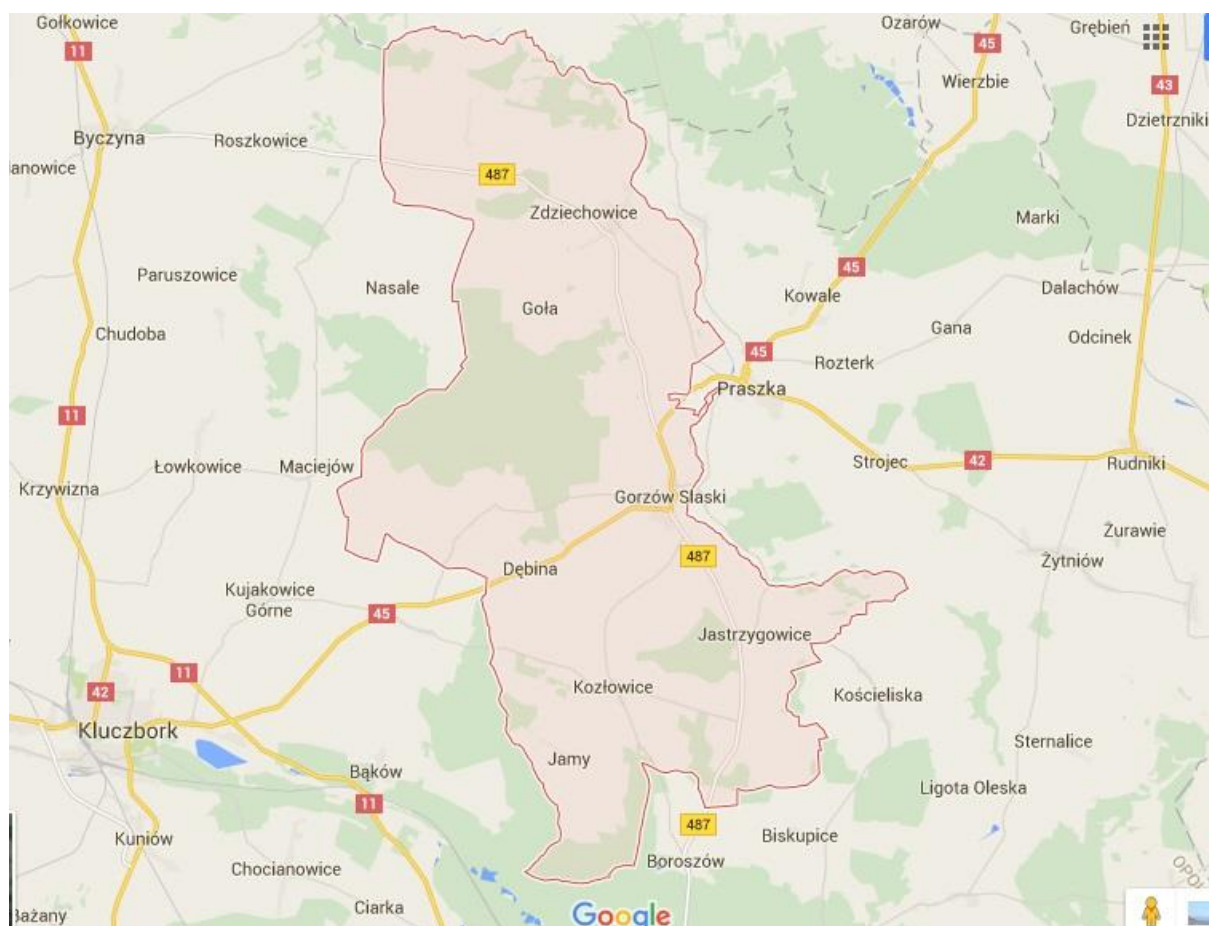 Gołkowice
Ozarów
Grębień
11
45
Wierzbie
43
Dzietrzniki
Byczyna
Roszkowice
anowice
487
Zdziechowice
Marki
Paruszowice
Nasale
45
Dalachów
Kowale
Goła
Gana
Chudoba
Odcinek
45
Rozterk
Praszka
11
Łowkowice
Maciejów
Strojec
42
Rudniki
Krzywizna
Gorzów Slaski
Żurawie
487
Żytniów
Dębina
Kujakowice
Górne
45
Jastrzygowice
11
42
Kozłowice
Kościeliska
Kluczbork
Sternalice
Jamy
Bąków
Ligota Oleska
11
487
Kuniów
Biskupice
Boroszów
Chocianowice
OPOL
Ciarka
Google
Bażany